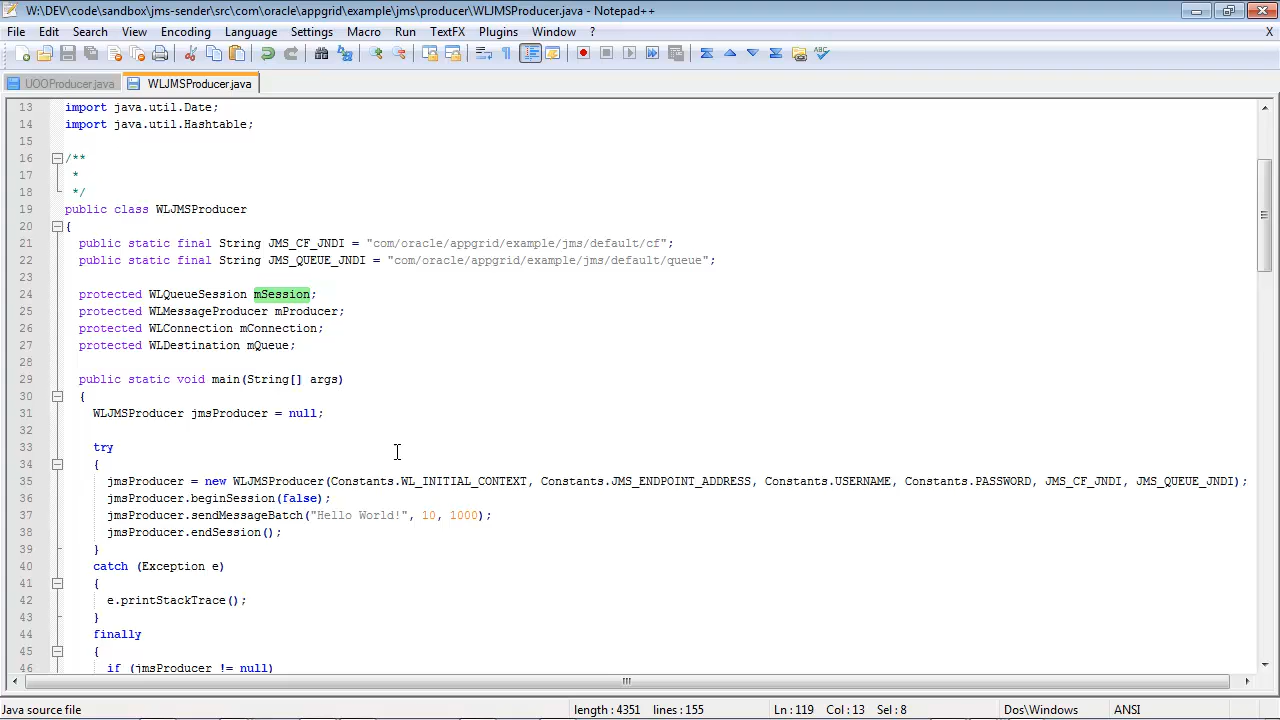 W:\DEV\code\sandbox\jms-sender\src\com\oracle\appgrid\example\jms\producer\WLJMSProducer.java - Notepad++
File Edit Search View Encoding Language Settings Macro Run TextFX Plugins Window ? X
UOOProducer.java WLJMSProducer.java
13 import java.util.Date;
14 import java.util.Hashtable;
15
16 /**
17 *
18 */
19 public class WLJMSProducer
20 {
21 public static final String JMS_CF_JNDI = "com/oracle/appgrid/example/jms/default/cf";
22 public static final String JMS_QUEUE_JNDI = "com/oracle/appgrid/example/jms/default/queue";
23
24 protected WLQueueSession mSession;
25 protected WLMessageProducer mProducer;
26 protected WLConnection mConnection;
27 protected WLDestination mQueue;
28
29 public static void main(String[] args)
30 {
31 WLJMSProducer jmsProducer = null;
32
33 try
34 {
35 jmsProducer = new WLJMSProducer(Constants.WL_INITIAL_CONTEXT, Constants.JMS_ENDPOINT_ADDRESS, Constants.USERNAME, Constants.PASSWORD, JMS_CF_JNDI, JMS_QUEUE_JNDI);
36 jmsProducer.beginSession(false);
37 jmsProducer.sendMessageBatch("Hello World!", 10, 1000);
38 jmsProducer.endSession();
39 }
40 catch (Exception e)
41 {
42 e.printStackTrace();
43 }
44 finally
45 {
46 if (jmsProducer != null)
Java source file length : 4351 lines : 155 Ln : 119 Col : 13 Sel : 8 Dos\Windows ANSI